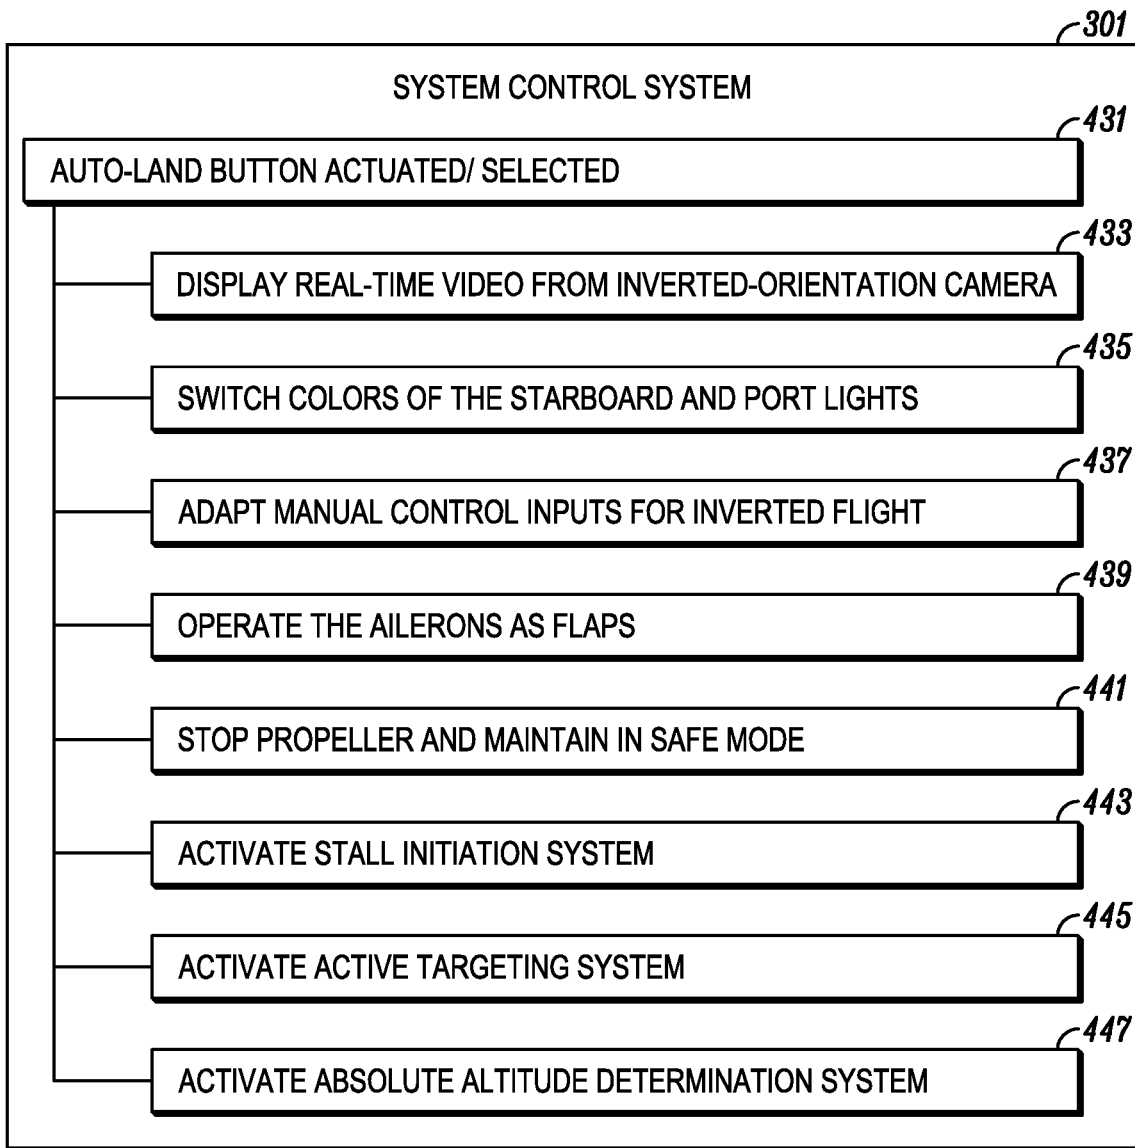 301
SYSTEM CONTROL SYSTEM
431
AUTO-LAND BUTTON ACTUATED/ SELECTED
433
DISPLAY REAL-TIME VIDEO FROM INVERTED-ORIENTATION CAMERA
435
SWITCH COLORS OF THE STARBOARD AND PORT LIGHTS
437
ADAPT MANUAL CONTROL INPUTS FOR INVERTED FLIGHT
439
OPERATE THE AILERONS AS FLAPS
441
STOP PROPELLER AND MAINTAIN IN SAFE MODE
443
ACTIVATE STALL INITIATION SYSTEM
445
ACTIVATE ACTIVE TARGETING SYSTEM
447
ACTIVATE ABSOLUTE ALTITUDE DETERMINATION SYSTEM